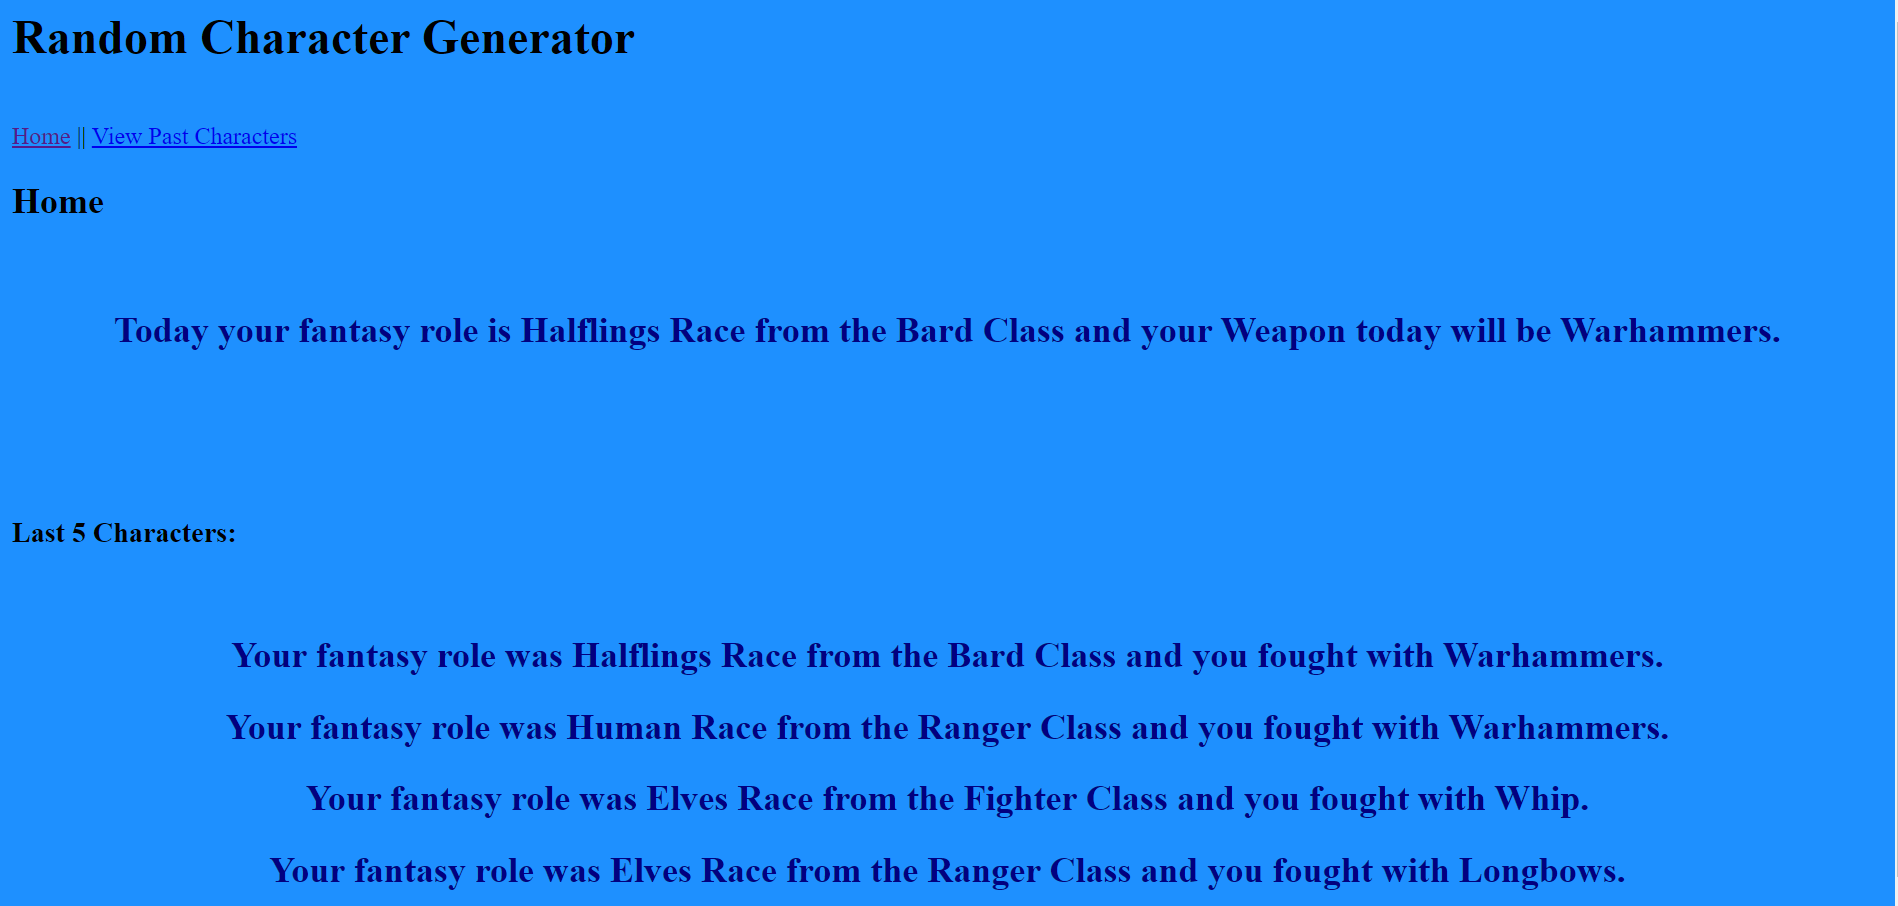 Random Character Generator
Home || View Past Characters
Home
Today your fantasy role is Halflings Race from the Bard Class and your Weapon today will be Warhammers.
Last 5 Characters:
Your fantasy role was Halflings Race from the Bard Class and you fought with Warhammers.
Your fantasy role was Human Race from the Ranger Class and you fought with Warhammers.
Your fantasy role was Elves Race from the Fighter Class and you fought with Whip.
Your fantasy role was Elves Race from the Ranger Class and you fought with Longbows.